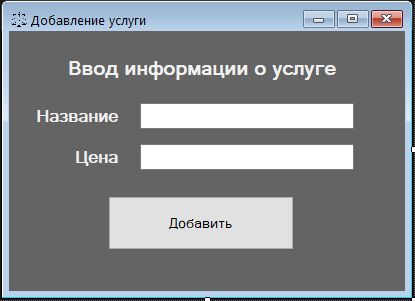 Добавление услуги
Ввод информации о услуге
Название
Цена
Добавить